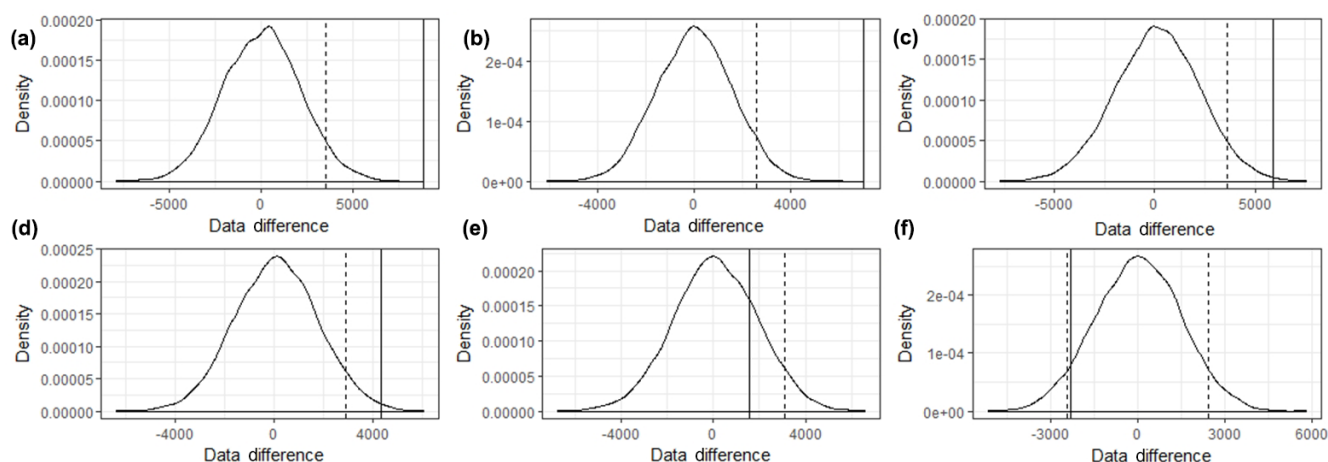 (a)
Density
0.00020
0.00015
0.00010
0.00005
0.00000
-5000 0 5000
Data difference
(b)
Density
2e-04
1e-04
0e+00
-4000 0 4000
Data difference
(c)
Density
0.00020
0.00015
0.00010
0.00005
0.00000
-5000 0 5000
Data difference
(d)
Density
0.00025
0.00020
0.00015
0.00010
0.00005
0.00000
-4000 0 4000
Data difference
(e)
Density
0.00020
0.00015
0.00010
0.00005
0.00000
-4000 0 4000
Data difference
(f)
Density
2e-04
1e-04
0e+00
-3000 0 3000 6000
Data difference